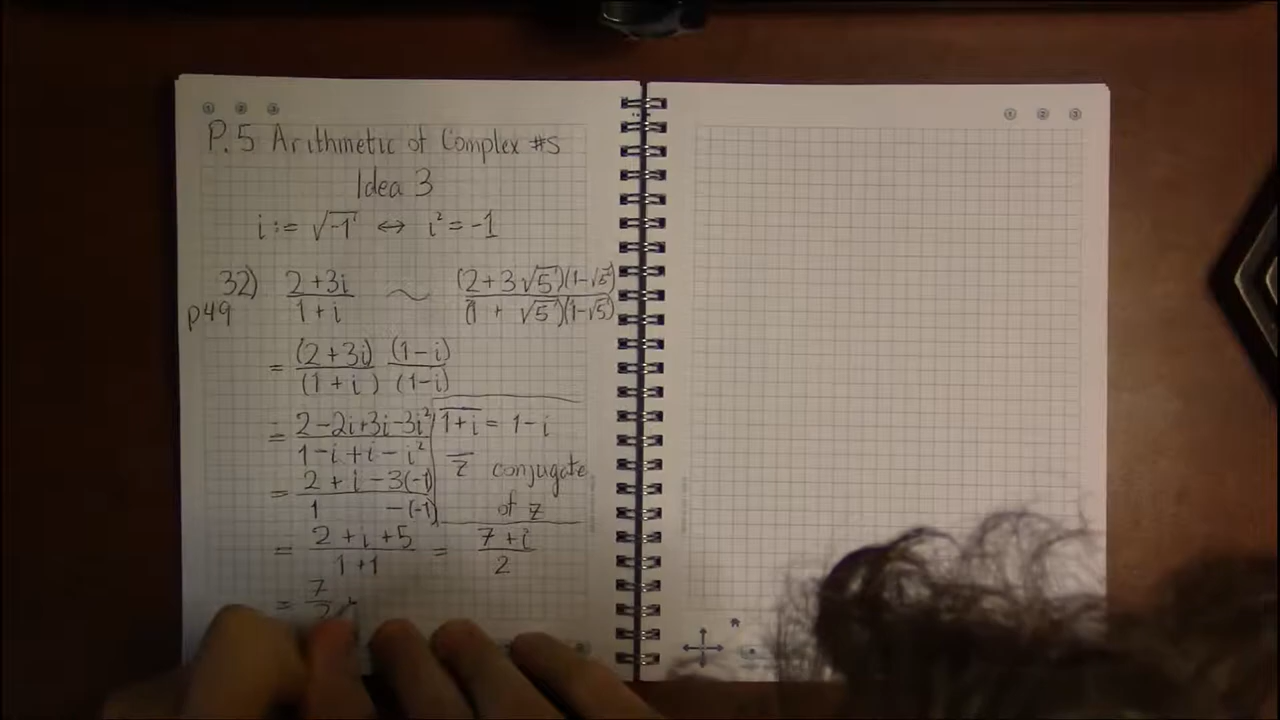 P.5 Arithmetic of Complex #s
Idea 3
i := √-1 ↔ i² = -1
32) p49 (2+3i)/(1+i) ~ (2+3√5)(1-√5)/(1+√5)(1-√5)
= (2+3i)/(1+i) (1-i)/(1-i)
= (2-2i+3i-3i²)/(1-i+i-i²)
= (2+i-3(-1))/(1-(-1))
1+i̅ = 1-i
z̅ conjugate
of z
= (2+i+5)/(1+1) = (7+i)/2
= 7/2 +